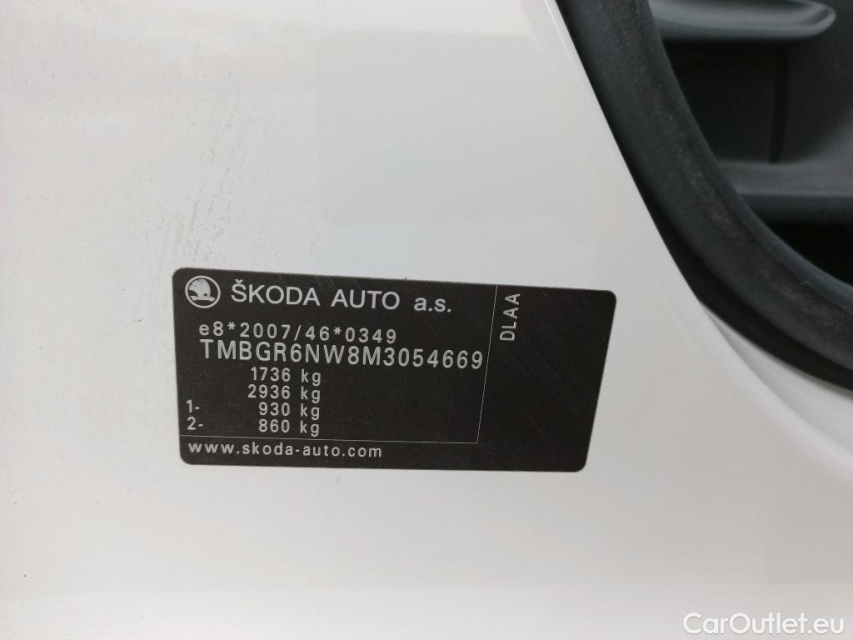 ŠKODA AUTO a.s.
e8*2007/46*0349
TMBGR6NW8M3054669
1736 kg
2936 kg
1- 930 kg
2- 860 kg
www.skoda-auto.com
DLAA
CarOutlet.eu